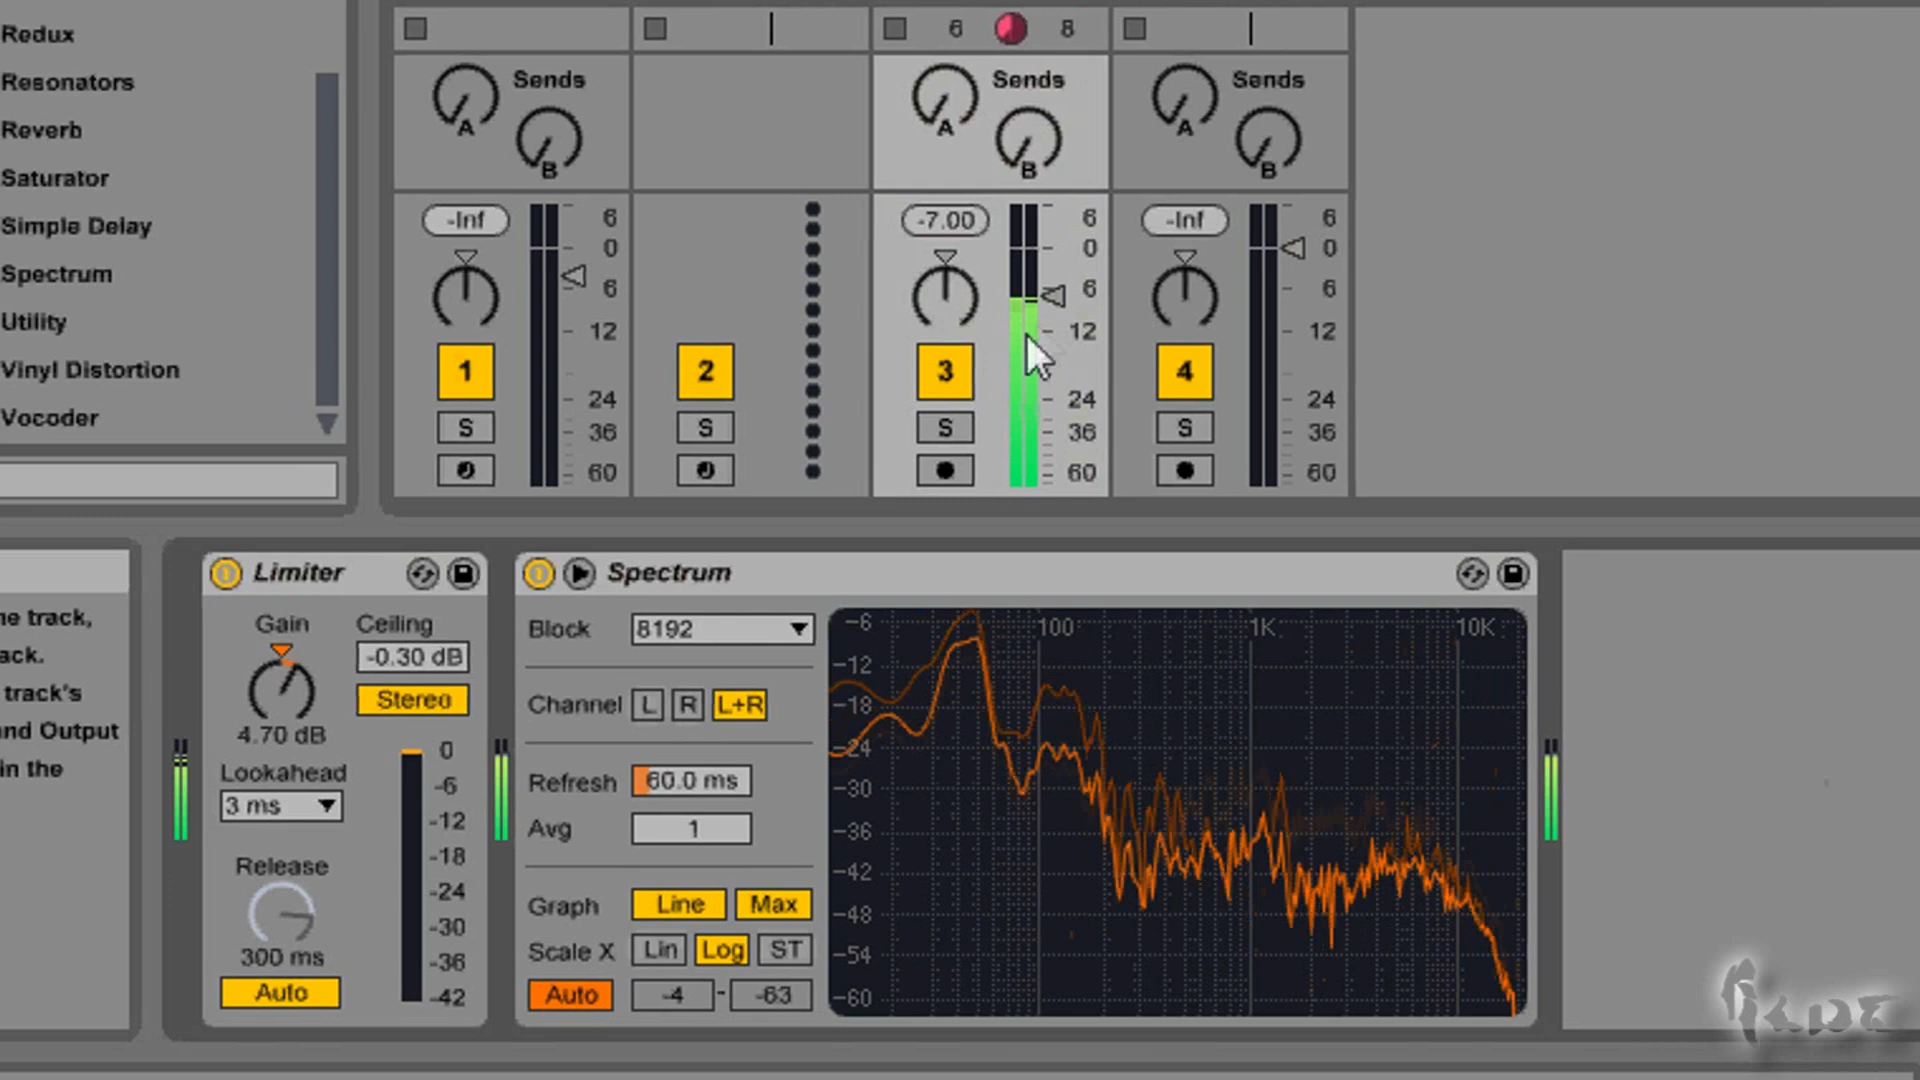 Redux
Resonators
Reverb
Saturator
Simple Delay
Spectrum
Utility
Vinyl Distortion
Vocoder
6 8
Sends
A
B
Sends
A
B
Sends
A
B
-Inf
6
0
6
12
24
36
60
1
S
2
S
-7.00
6
0
6
12
24
36
60
3
S
-Inf
6
0
6
12
24
36
60
4
S
ne track,
ack.
track's
nd Output
in the
Limiter
Gain
4.70 dB
Lookahead
3 ms
Release
300 ms
Auto
Ceiling
-0.30 dB
Stereo
0
-6
-12
-18
-24
-30
-36
-42
Spectrum
Block 8192
Channel L R L+R
Refresh 60.0 ms
Avg 1
Graph Line Max
Scale X Lin Log ST
Auto -4 - -63
100 1K 10K
-6
-12
-18
-24
-30
-36
-42
-48
-54
-60